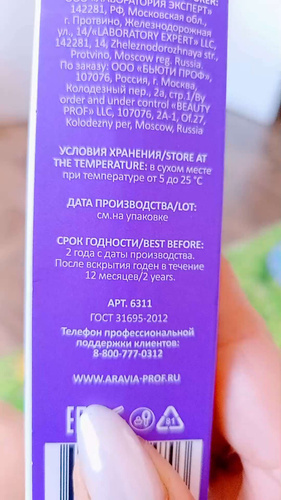 ООО «ЛАБОРАТОРИЯ ЭКСПЕРТ»
142281, РФ, Московская обл.,
г. Протвино, Железнодорожная
ул., 14/«LABORATORY EXPERT» LLC,
142281, 14, Zheleznodorozhnaya str.,
Protvino, Moscow reg. Russia
По заказу: ООО «БЬЮТИ ПРОФ»,
107076, Россия, г. Москва,
Колодезный пер., 2а, стр.1/By
order and under control «BEAUTY
PROF» LLC, 107076, 2A-1, Of.27,
Kolodezny per, Moscow, Russia
УСЛОВИЯ ХРАНЕНИЯ/STORE AT
THE TEMPERATURE: в сухом месте
при температуре от 5 до 25 °C
ДАТА ПРОИЗВОДСТВА/LOT:
см.на упаковке
СРОК ГОДНОСТИ/BEST BEFORE:
2 года с даты производства.
После вскрытия годен в течение
12 месяцев/2 years.
АРТ. 6311
ГОСТ 31695-2012
Телефон профессиональной
поддержки клиентов:
8-800-777-0312
WWW.ARAVIA-PROF.RU
81